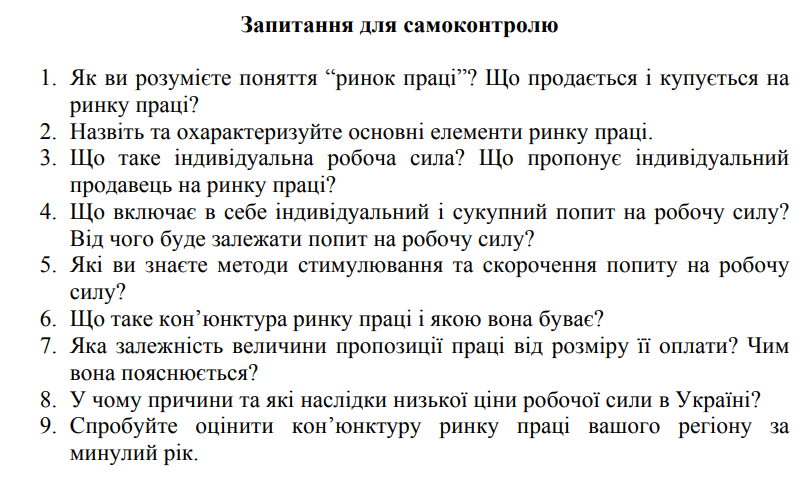 Запитання для самоконтролю
1. Як ви розумієте поняття “ринок праці”? Що продається і купується на
ринку праці?
2. Назвіть та охарактеризуйте основні елементи ринку праці.
3. Що таке індивідуальна робоча сила? Що пропонує індивідуальний
продавець на ринку праці?
4. Що включає в себе індивідуальний і сукупний попит на робочу силу?
Від чого буде залежати попит на робочу силу?
5. Які ви знаєте методи стимулювання та скорочення попиту на робочу
силу?
6. Що таке кон’юнктура ринку праці і якою вона буває?
7. Яка залежність величини пропозиції праці від розміру її оплати? Чим
вона пояснюється?
8. У чому причини та які наслідки низької ціни робочої сили в Україні?
9. Спробуйте оцінити кон’юнктуру ринку праці вашого регіону за
минулий рік.